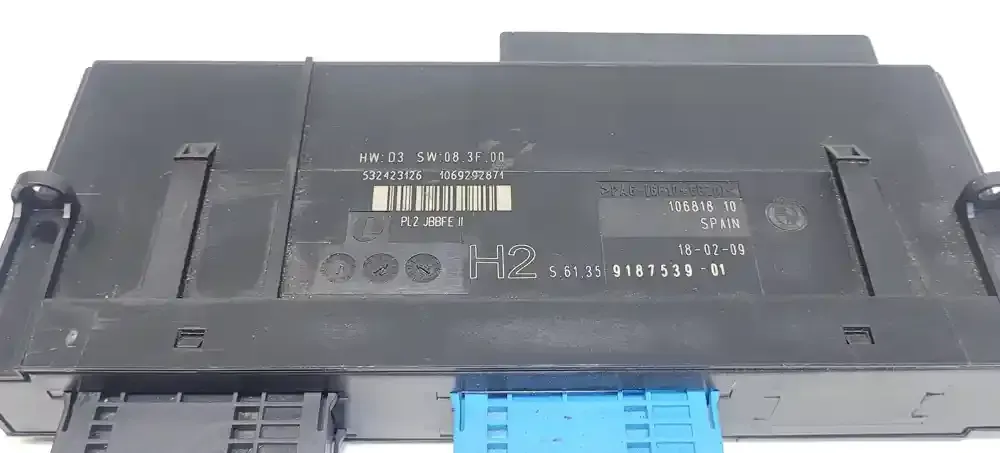 HW:D3 SW:08.3F.00
532423126 1069292871
PL2 JBBFE II
H2
106818 10
SPAIN
18-02-09
S.61.35 9187539-01